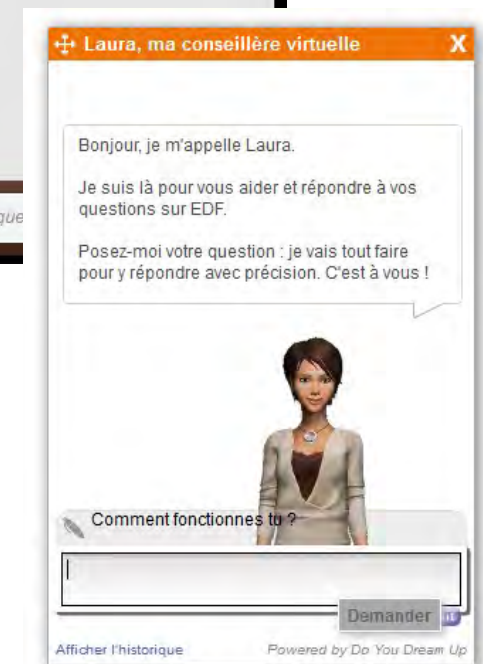 Laura, ma conseillère virtuelle X
Bonjour, je m'appelle Laura.
Je suis là pour vous aider et répondre à vos
questions sur EDF.
Posez-moi votre question : je vais tout faire
pour y répondre avec précision. C'est à vous !
que
Comment fonctionnes tu ?
Demander
Afficher l'historique Powered by Do You Dream Up